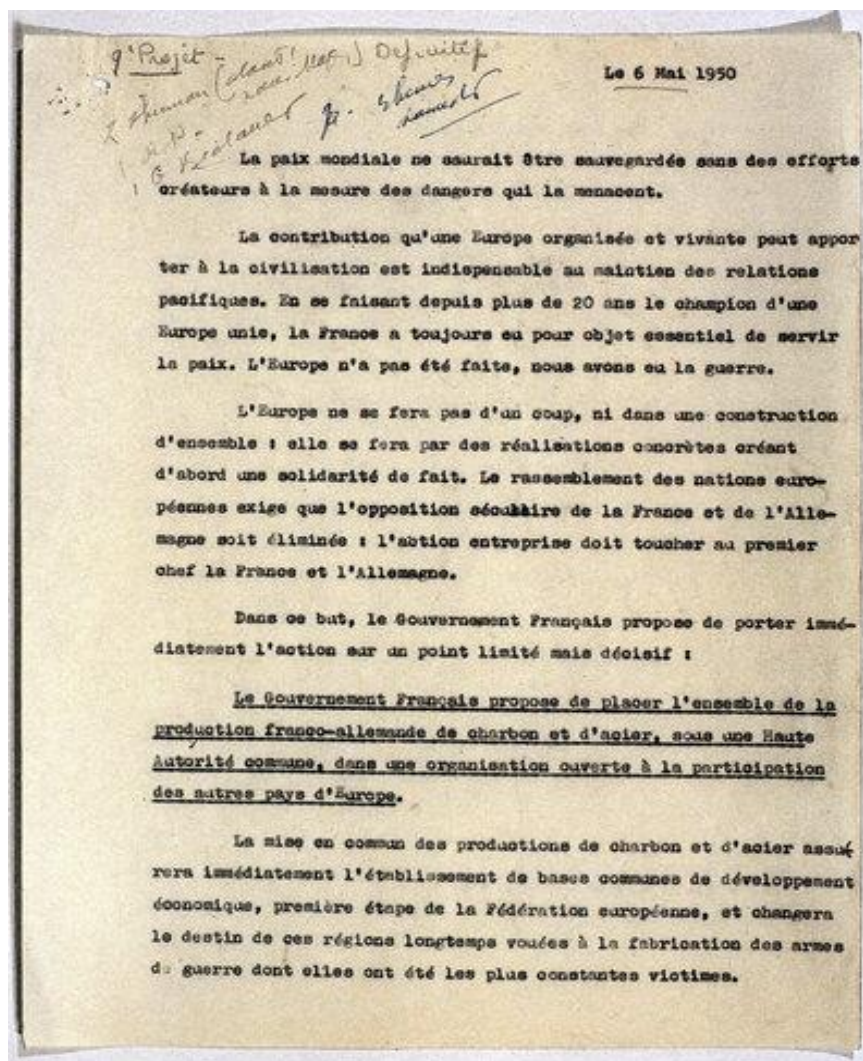 9e Projet - Définitif
Le 6 Mai 1950
La paix mondiale ne saurait être sauvegardée sans des efforts
créateurs à la mesure des dangers qui la menacent.
La contribution qu'une Europe organisée et vivante peut appor
ter à la civilisation est indispensable au maintien des relations
pacifiques. En se faisant depuis plus de 20 ans le champion d'une
Europe unie, la France a toujours eu pour objet essentiel de servir
la paix. L'Europe n'a pas été faite, nous avons eu la guerre.
L'Europe ne se fera pas d'un coup, ni dans une construction
d'ensemble : elle se fera par des réalisations concrètes créant
d'abord une solidarité de fait. Le rassemblement des nations euro-
péennes exige que l'opposition séculaire de la France et de l'Alle-
magne soit éliminée : l'abtion entreprise doit toucher au premier
chef la France et l'Allemagne.
Dans ce but, le Gouvernement Français propose de porter immé-
diatement l'action sur un point limité mais décisif :
Le Gouvernement Français propose de placer l'ensemble de la
production franco-allemande de charbon et d'acier, sous une Haute
Autorité commune, dans une organisation ouverte à la participation
des autres pays d'Europe.
La mise en commun des productions de charbon et d'acier assu
rera immédiatement l'établissement de bases communes de développement
économique, première étape de la Fédération européenne, et changera
le destin de ces régions longtemps vouées à la fabrication des armes
de guerre dont elles ont été les plus constantes victimes.